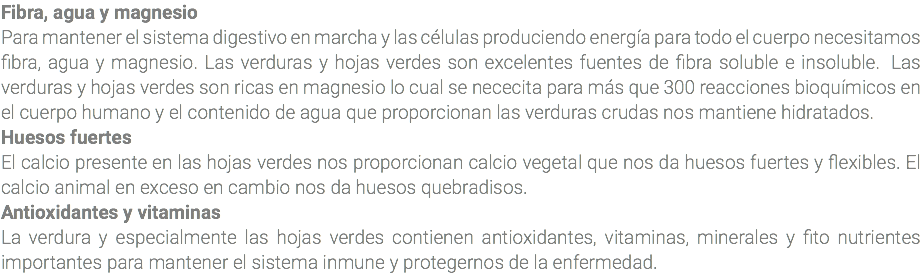 Fibra, agua y magnesio
Para mantener el sistema digestivo en marcha y las células produciendo energía para todo el cuerpo necesitamos
fibra, agua y magnesio. Las verduras y hojas verdes son excelentes fuentes de fibra soluble e insoluble. Las
verduras y hojas verdes son ricas en magnesio lo cual se nececita para más que 300 reacciones bioquímicos en
el cuerpo humano y el contenido de agua que proporcionan las verduras crudas nos mantiene hidratados.
Huesos fuertes
El calcio presente en las hojas verdes nos proporcionan calcio vegetal que nos da huesos fuertes y flexibles. El
calcio animal en exceso en cambio nos da huesos quebradisos.
Antioxidantes y vitaminas
La verdura y especialmente las hojas verdes contienen antioxidantes, vitaminas, minerales y fito nutrientes
importantes para mantener el sistema inmune y protegernos de la enfermedad.